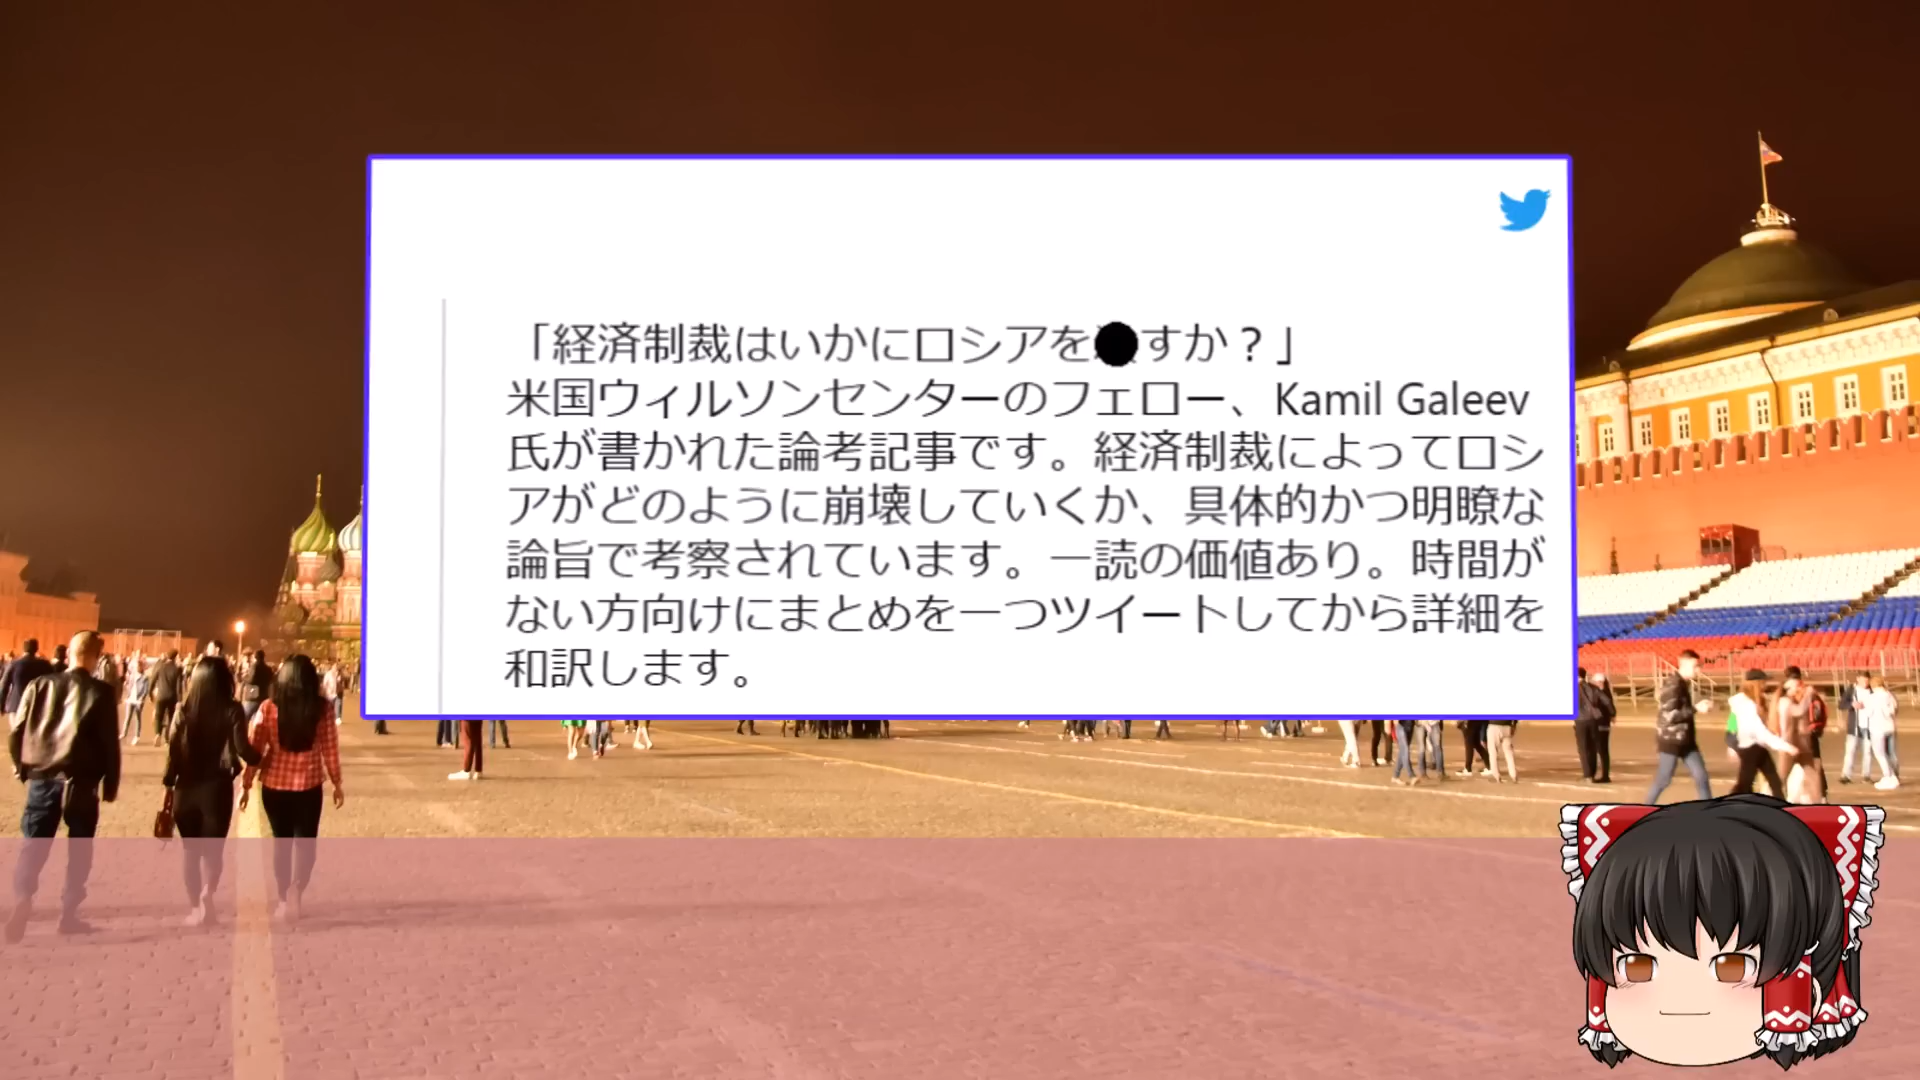 「経済制裁はいかにロシアを●すか？」
米国ウィルソンセンターのフェロー、Kamil Galeev
氏が書かれた論考記事です。経済制裁によってロシ
アがどのように崩壊していくか、具体的かつ明瞭な
論旨で考察されています。一読の価値あり。時間が
ない方向けにまとめを一つツイートしてから詳細を
和訳します。